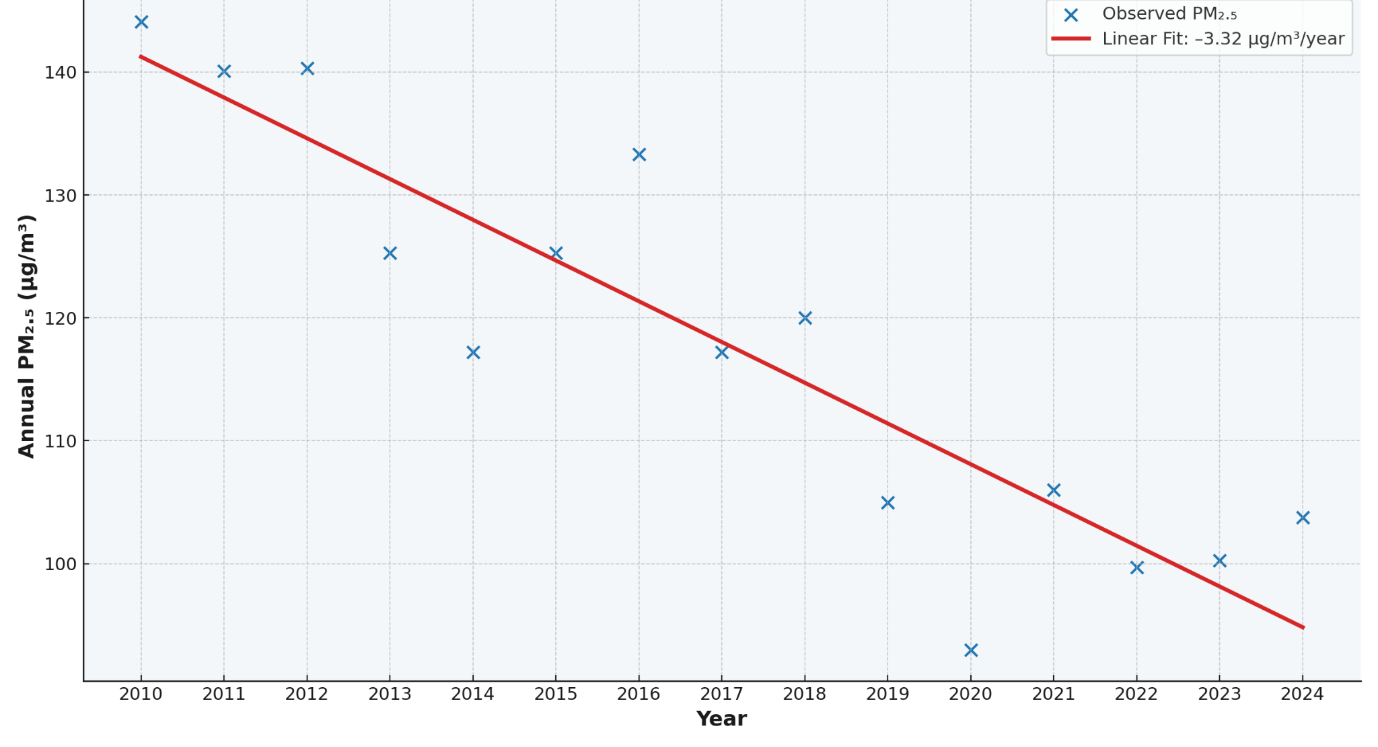 Observed PM₂.₅
Linear Fit: –3.32 µg/m³/year
140
130
120
110
100
Annual PM₂.₅ (µg/m³)
2010 2011 2012 2013 2014 2015 2016 2017 2018 2019 2020 2021 2022 2023 2024
Year